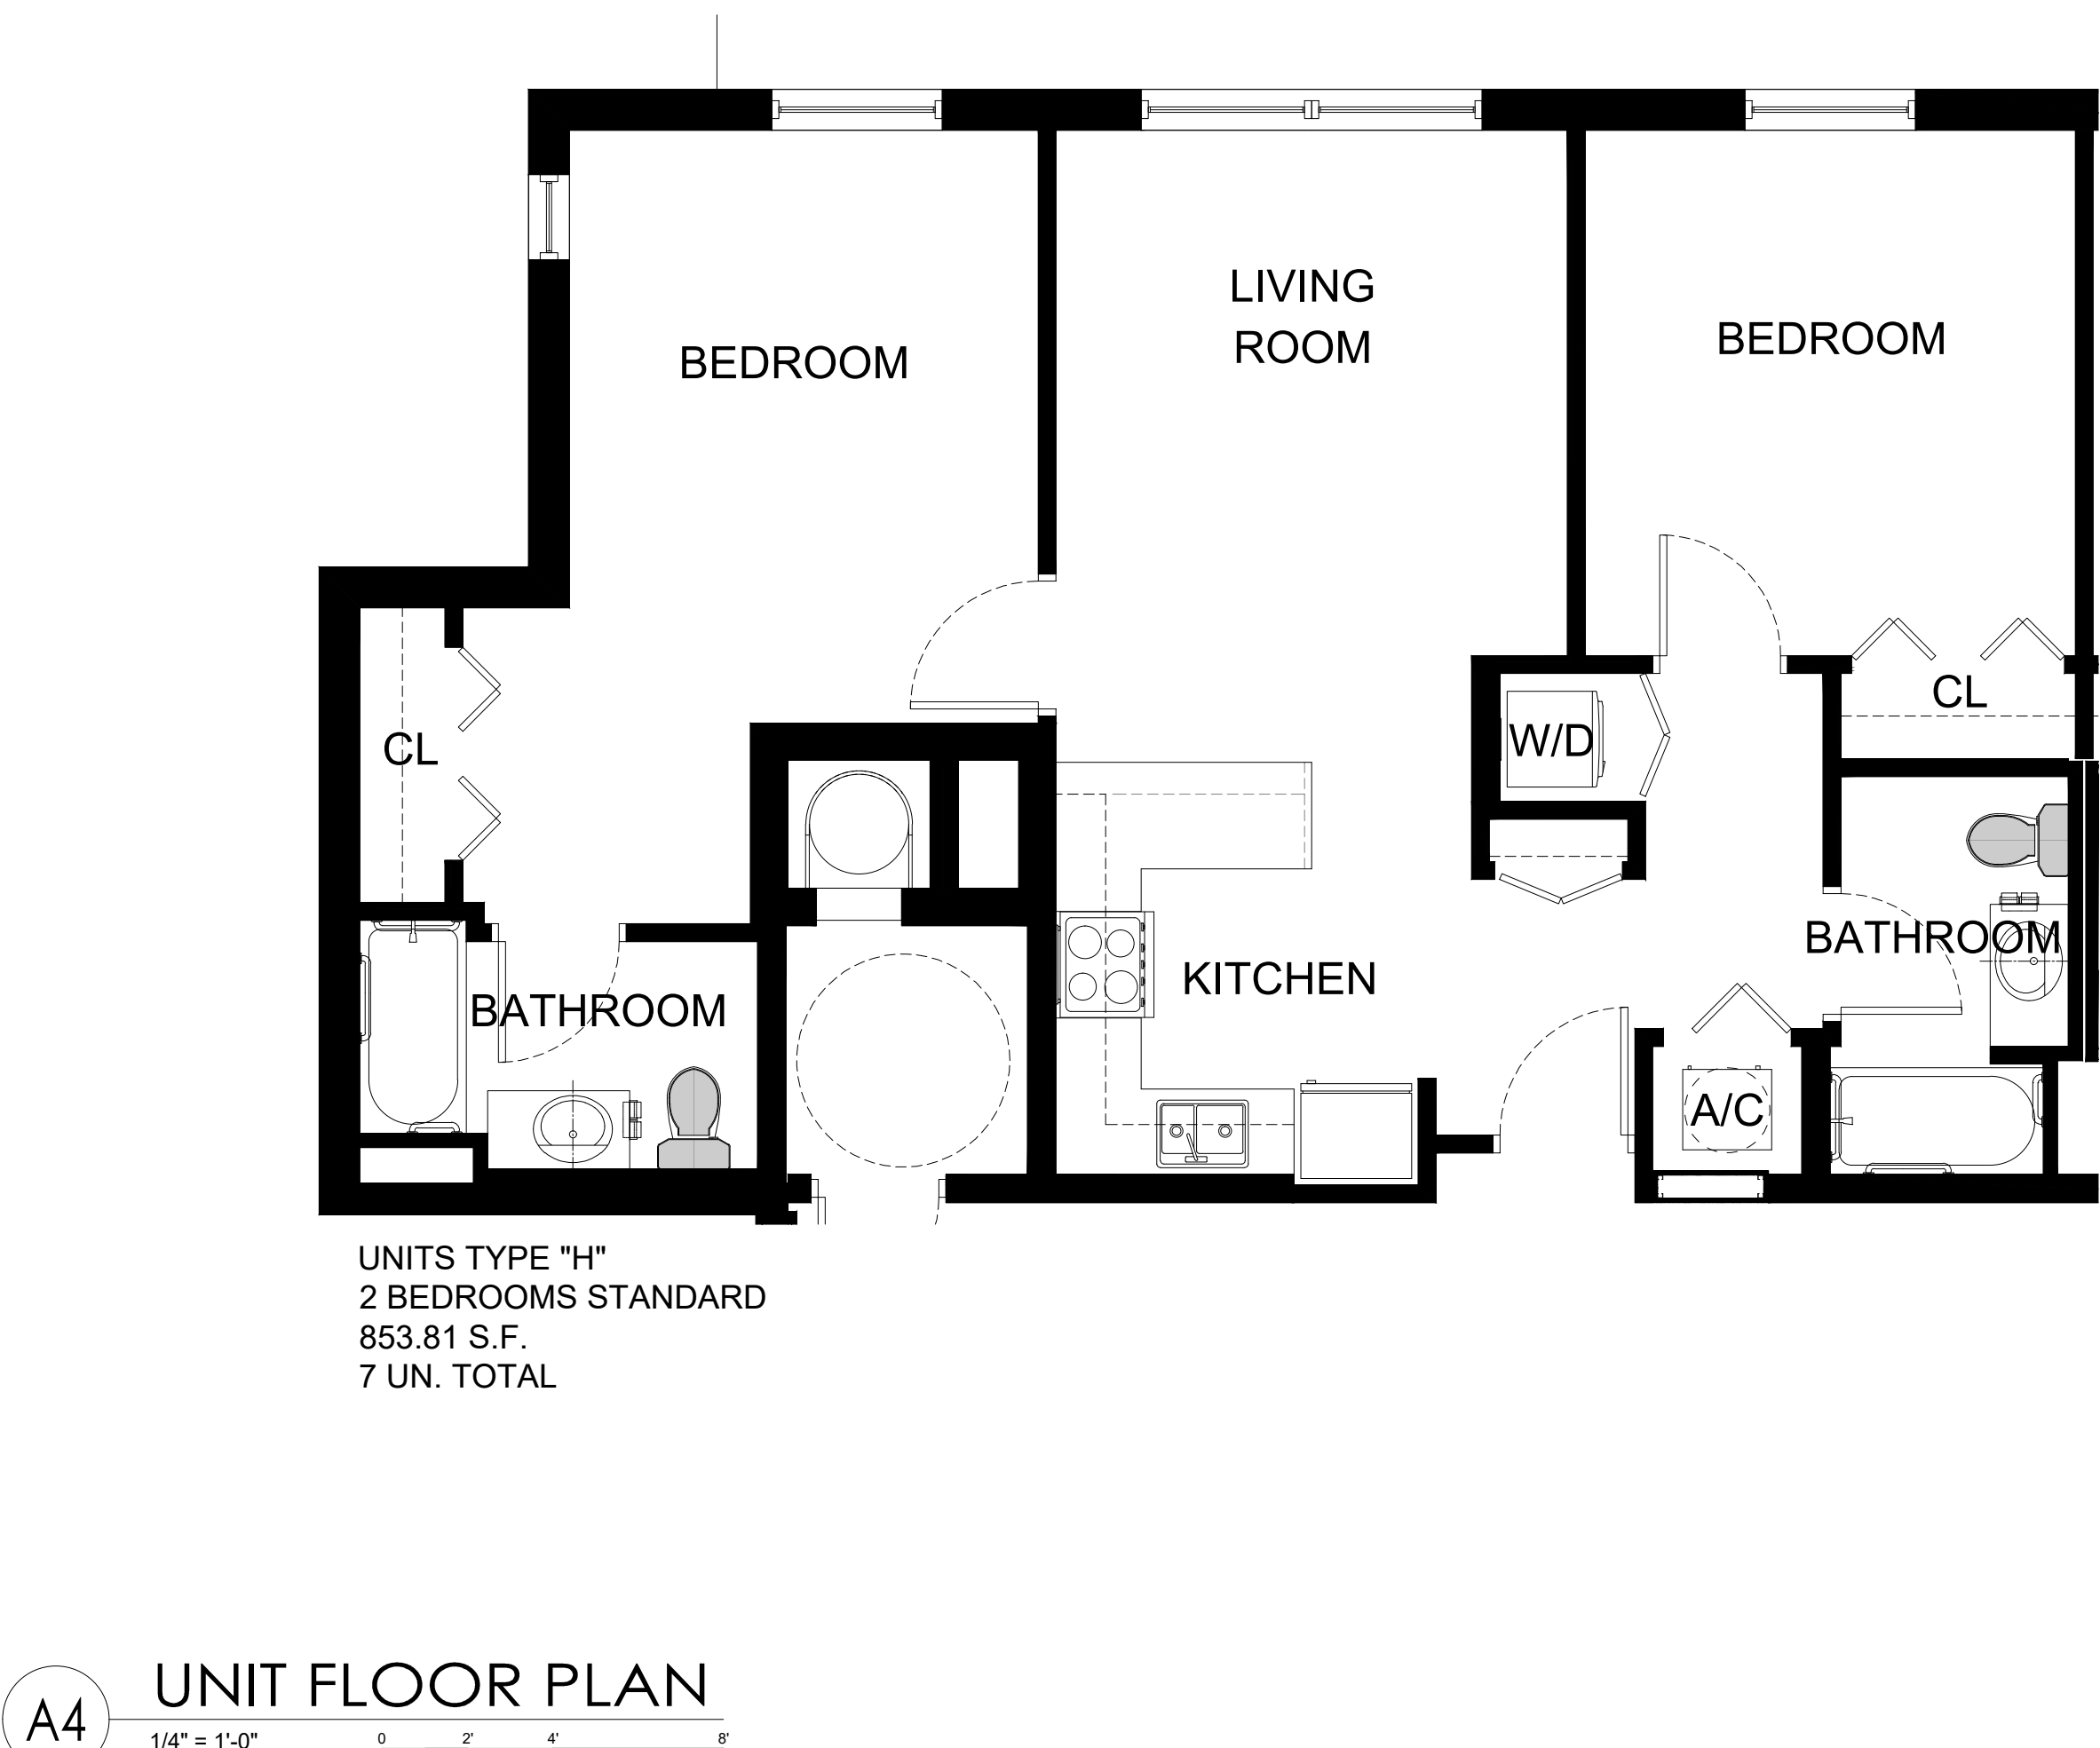 LIVING
ROOM
BEDROOM
BEDROOM
CL
W/D
CL
BATHROOM
KITCHEN
BATHROOM
A/C
UNITS TYPE "H"
2 BEDROOMS STANDARD
853.81 S.F.
7 UN. TOTAL
UNIT FLOOR PLAN
A4
1/4" = 1'-0"
0 2' 4' 8'